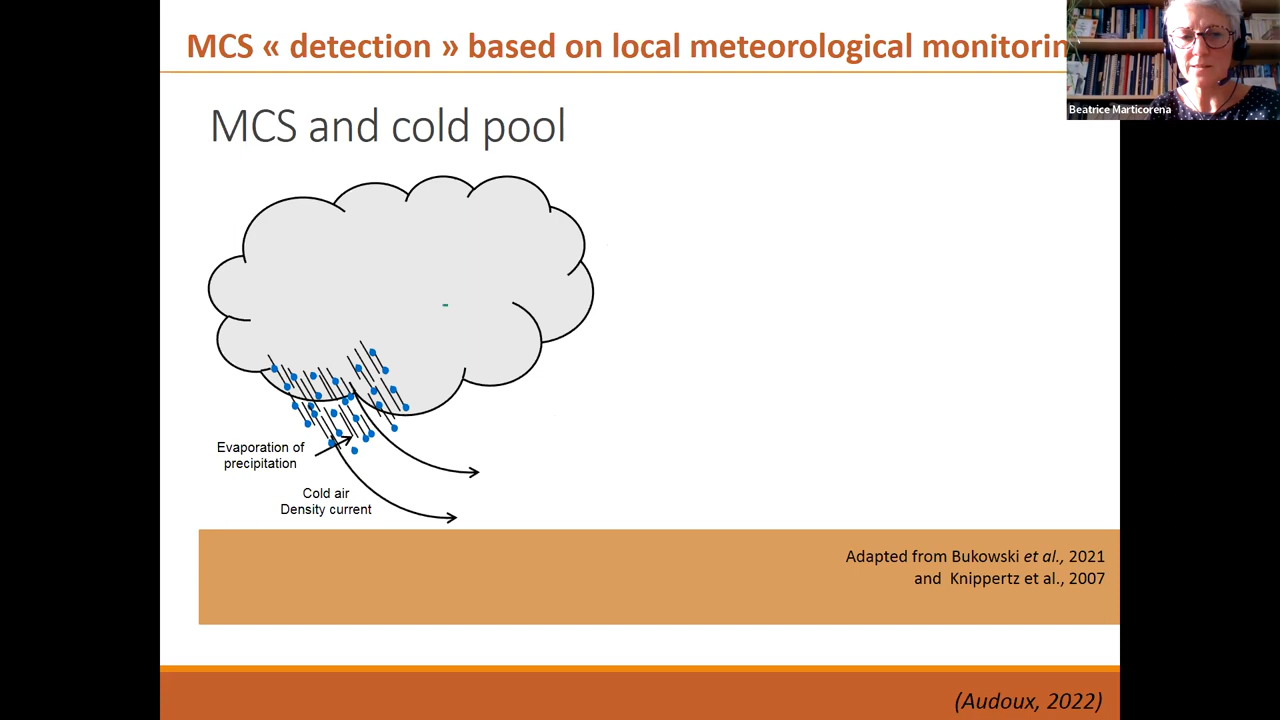 MCS « detection » based on local meteorological monitorin
Beatrice Marticorena
MCS and cold pool
Evaporation of
precipitation
Cold air
Density current
Adapted from Bukowski et al., 2021
and Knippertz et al., 2007
(Audoux, 2022)